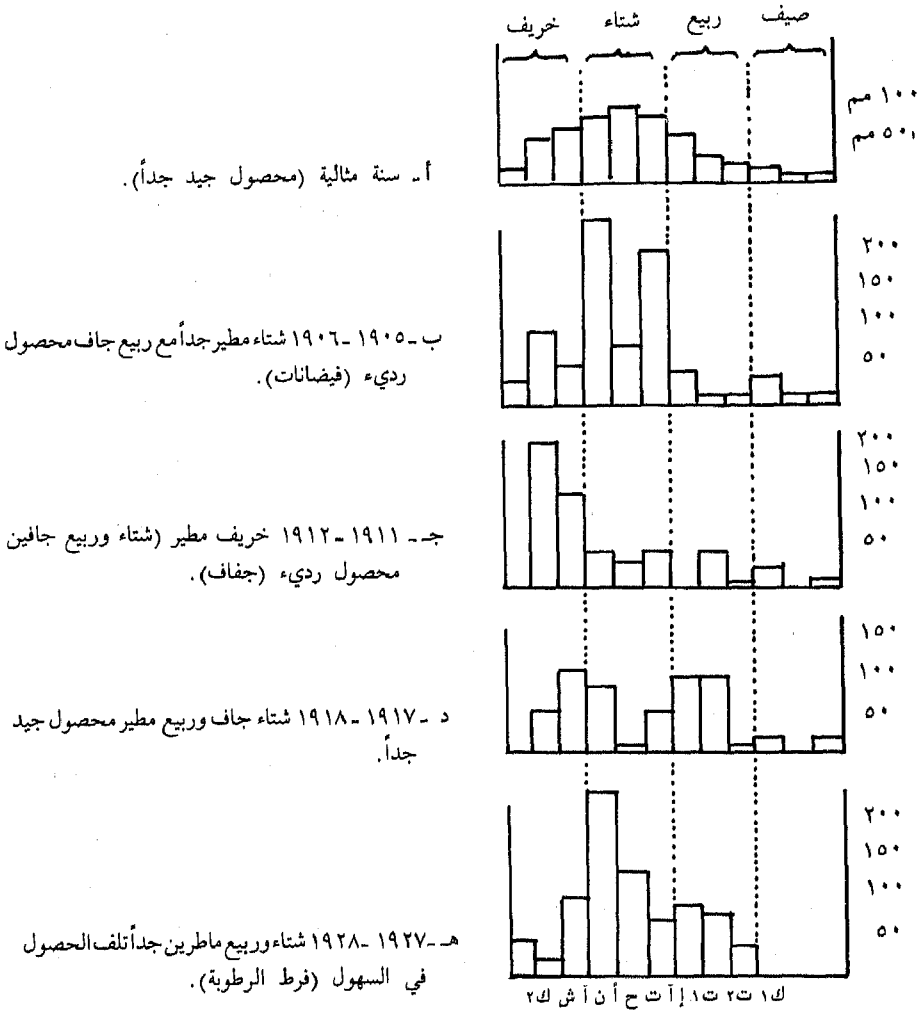 صيف ربيع شتاء خريف
١٠٠ مم
٥٠ مم
أ ـ سنة مثالية (محصول جيد جداً).
٢٠٠
١٥٠
١٠٠
٥٠
ب ـ ١٩٠٥ ـ ١٩٠٦ شتاء مطير جداً مع ربيع جاف محصول
رديء (فيضانات).
٢٠٠
١٥٠
١٠٠
٥٠
جـ ـ ١٩١١ ـ ١٩١٢ خريف مطير (شتاء وربيع جافين
محصول رديء (جفاف).
١٥٠
١٠٠
٥٠
د ـ ١٩١٧ ـ ١٩١٨ شتاء جاف وربيع مطير محصول جيد
جداً.
٢٠٠
١٥٠
١٠٠
٥٠
هـ ـ ١٩٢٧ ـ ١٩٢٨ شتاء وربيع ماطرين جداً تلف الحصول
في السهول (فرط الرطوبة).
ك١ ت٢ ت١ إ آ ت ح أ ن آ ش ك٢